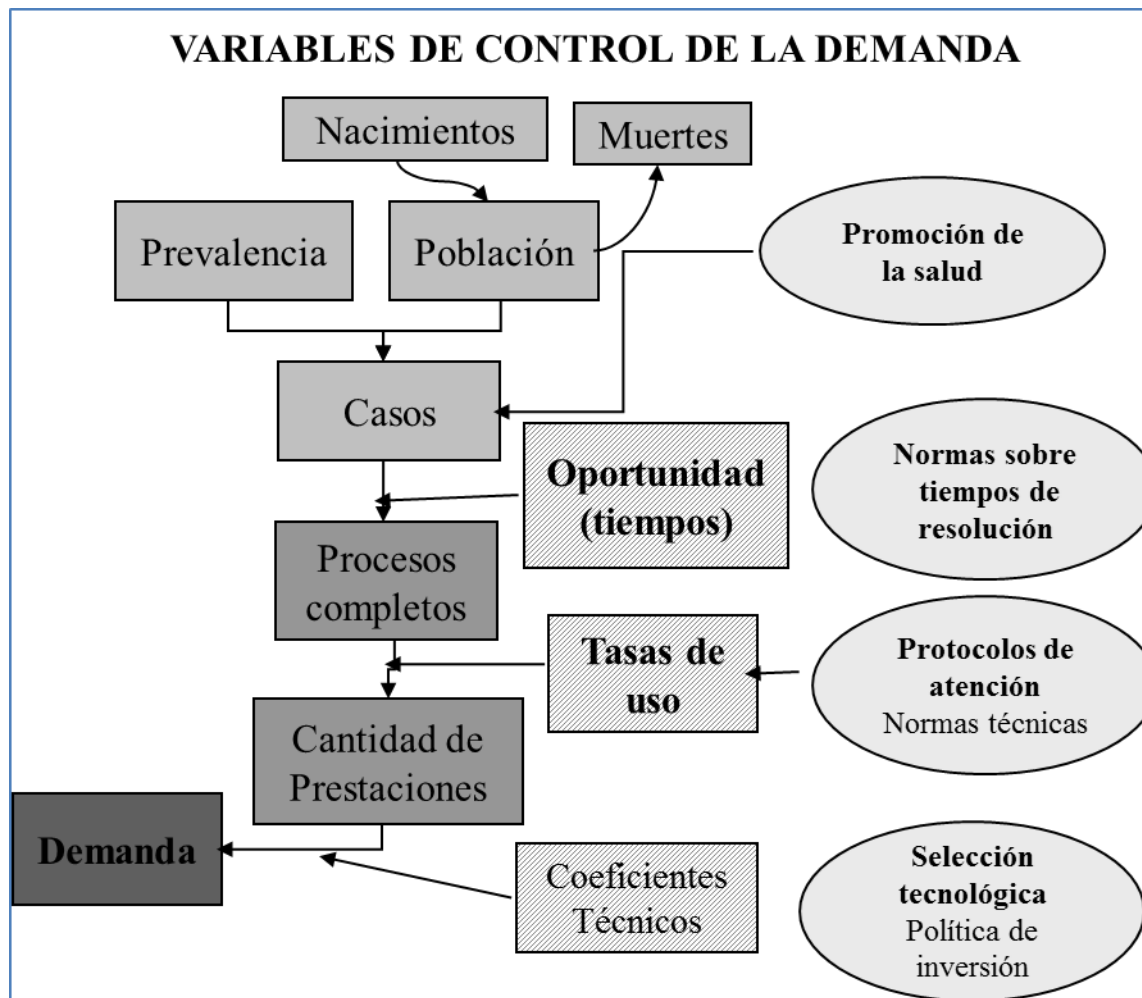 VARIABLES DE CONTROL DE LA DEMANDA
Nacimientos
Muertes
Prevalencia
Población
Promoción de
la salud
Casos
Oportunidad
(tiempos)
Normas sobre
tiempos de
resolución
Procesos
completos
Tasas de
uso
Protocolos de
atención
Normas técnicas
Cantidad de
Prestaciones
Demanda
Coeficientes
Técnicos
Selección
tecnológica
Política de
inversión